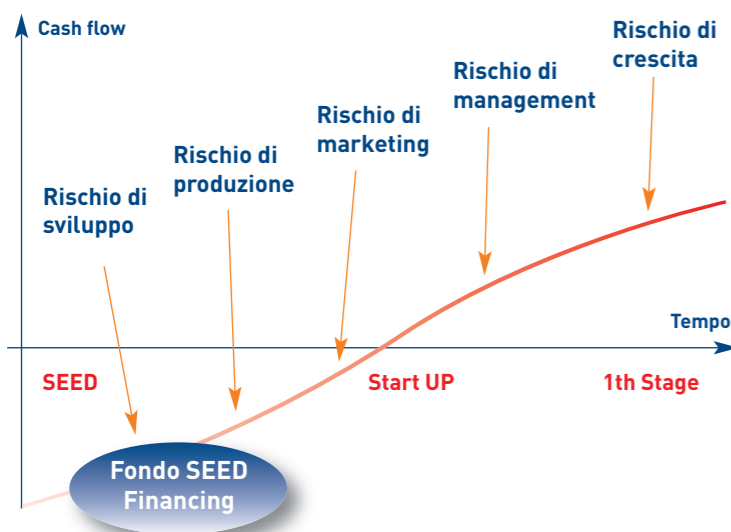 Cash flow
Rischio di
sviluppo
Rischio di
produzione
Rischio di
marketing
Rischio di
management
Rischio di
crescita
Tempo
SEED
Start UP
1th Stage
Fondo SEED
Financing